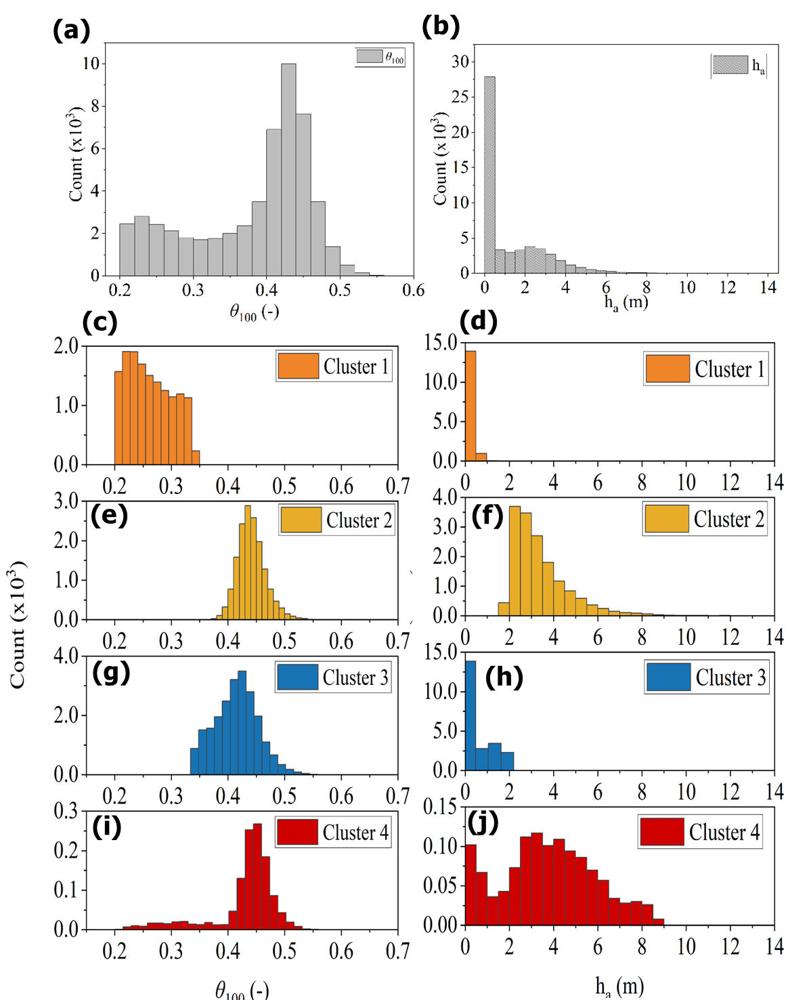 (a)
θ100
10
8
6
4
2
0
Count (x10³)
0.2 0.3 0.4 0.5 0.6
θ100 (-)
(b)
ha
30
25
20
15
10
5
0
Count (x10³)
0 2 4 6 8 10 12 14
ha (m)
(c)
Cluster 1
2.0
1.0
0.0
0.2 0.3 0.4 0.5 0.6 0.7
(d)
Cluster 1
15.0
10.0
5.0
0.0
0 2 4 6 8 10 12 14
Count (x10³)
(e)
Cluster 2
3.0
2.0
1.0
0.0
0.2 0.3 0.4 0.5 0.6 0.7
(f)
Cluster 2
4.0
3.0
2.0
1.0
0.0
0 2 4 6 8 10 12 14
(g)
Cluster 3
4.0
2.0
0.0
0.2 0.3 0.4 0.5 0.6 0.7
(h)
Cluster 3
15.0
10.0
5.0
0.0
0 2 4 6 8 10 12 14
(i)
Cluster 4
0.3
0.2
0.1
0.0
0.2 0.3 0.4 0.5 0.6 0.7
θ100 (-)
(j)
Cluster 4
0.15
0.10
0.05
0.00
0 2 4 6 8 10 12 14
ha (m)